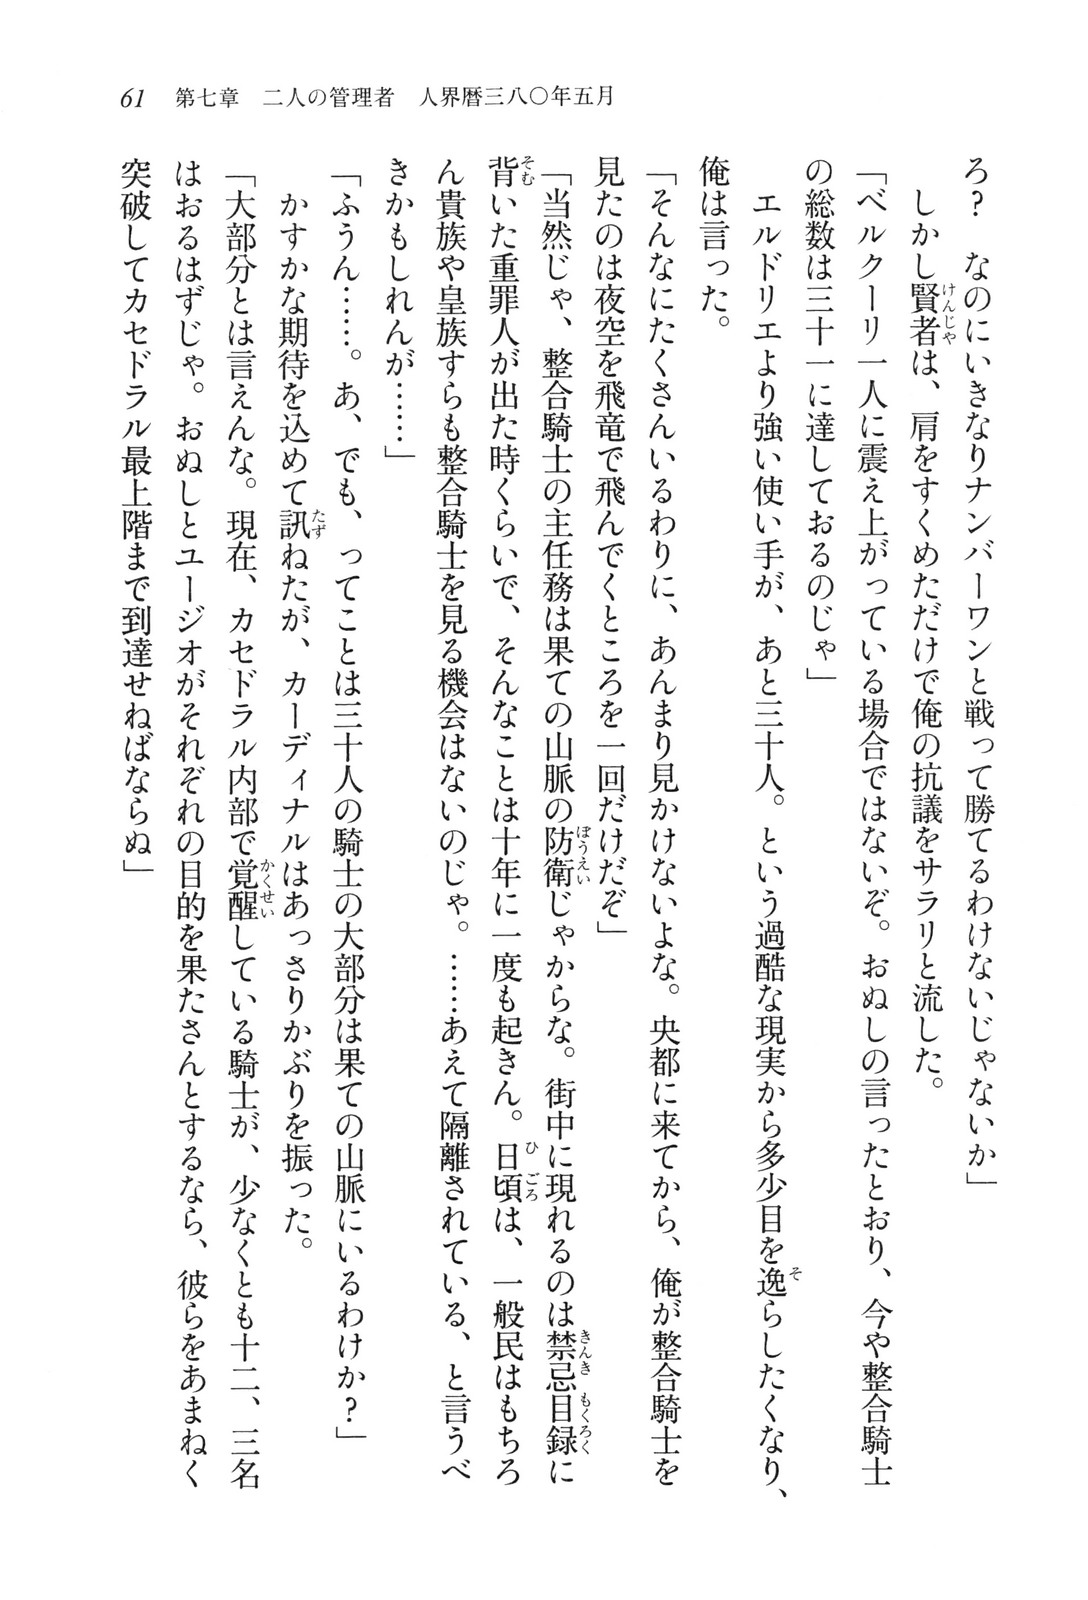 61　第七章　二人の管理者　人界暦三八〇年五月
ろ？　なのにいきなりナンバーワンと戦って勝てるわけないじゃないか」
　しかし賢者は、肩をすくめただけで俺の抗議をサラリと流した。
「ベルクーリ一人に震え上がっている場合ではないぞ。おぬしの言ったとおり、今や整合騎士
の総数は三十一に達しておるのじゃ」
　エルドリエより強い使い手が、あと三十人。という過酷な現実から多少目を逸らしたくなり、
俺は言った。
「そんなにたくさんいるわりに、あんまり見かけないよな。央都に来てから、俺が整合騎士を
見たのは夜空を飛竜で飛んでくところを一回だけだぞ」
「当然じゃ、整合騎士の主任務は果ての山脈の防衛じゃからな。街中に現れるのは禁忌目録に
背いた重罪人が出た時くらいで、そんなことは十年に一度も起きん。日頃は、一般民はもちろ
ん貴族や皇族すらも整合騎士を見る機会はないのじゃ。……あえて隔離されている、と言うべ
きかもしれんが……」
「ふうん……。あ、でも、ってことは三十人の騎士の大部分は果ての山脈にいるわけか？」
　かすかな期待を込めて訊ねたが、カーディナルはあっさりかぶりを振った。
「大部分とは言えんな。現在、カセドラル内部で覚醒している騎士が、少なくとも十二、三名
はおるはずじゃ。おぬしとユージオがそれぞれの目的を果たさんとするなら、彼らをあまねく
突破してカセドラル最上階まで到達せねばならぬ」